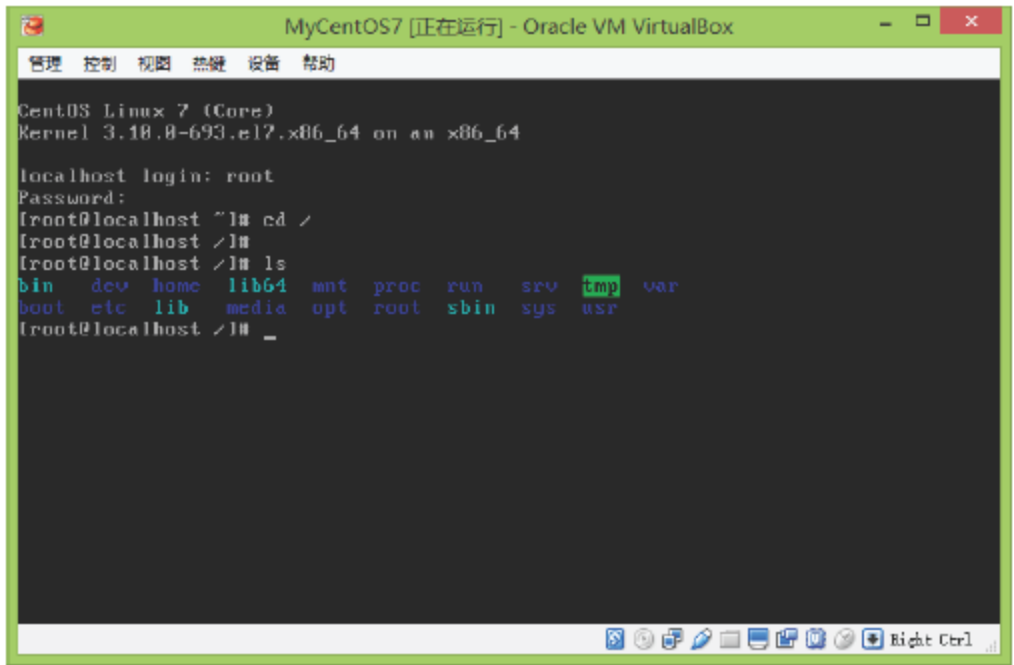 MyCentOS7 [正在运行] - Oracle VM VirtualBox
管理 控制 视图 热键 设备 帮助
CentOS Linux 7 (Core)
Kernel 3.10.0-693.el7.x86_64 on an x86_64
localhost login: root
Password:
[root@localhost ~]# cd /
[root@localhost /]#
[root@localhost /]# ls
bin dev home lib64 mnt proc run srv tmp var
boot etc lib media opt root sbin sys usr
[root@localhost /]# _
Right Ctrl